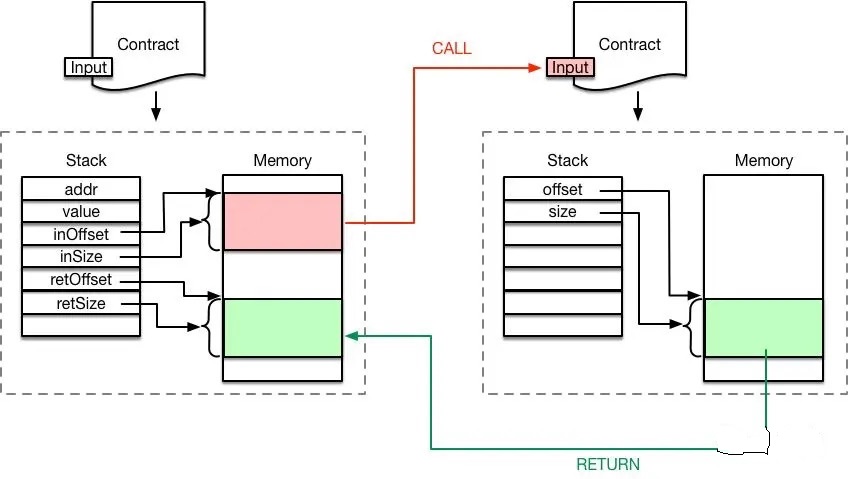 Contract
Input
CALL
Contract
Input
Stack
Memory
addr
value
inOffset
inSize
retOffset
retSize
Stack
Memory
offset
size
RETURN